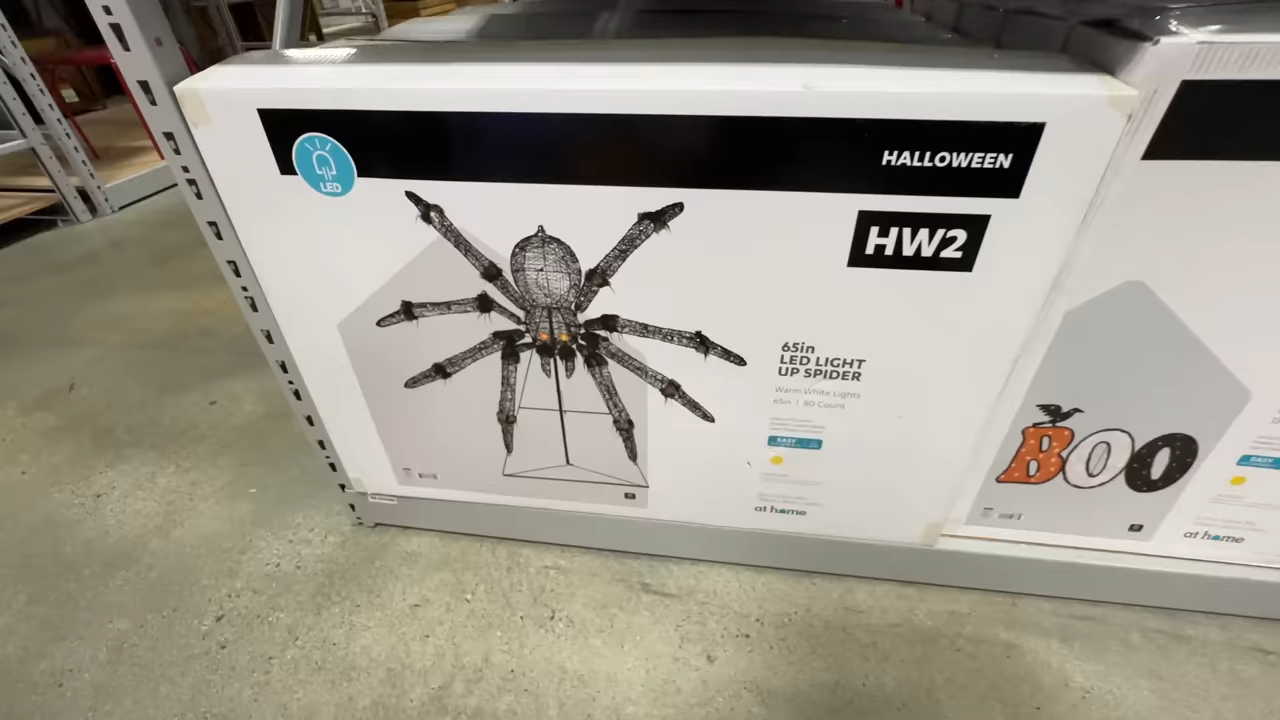 HALLOWEEN
LED
HW2
65in
LED LIGHT
UP SPIDER
Warm White Lights
65in | 80 Count
EASY
at home
BOO
EASY
at home